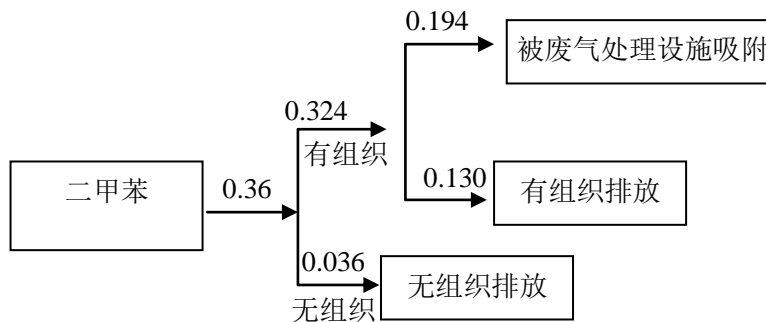 0.194
被废气处理设施吸附
0.324
有组织
二甲苯
0.36
0.130
有组织排放
0.036
无组织
无组织排放